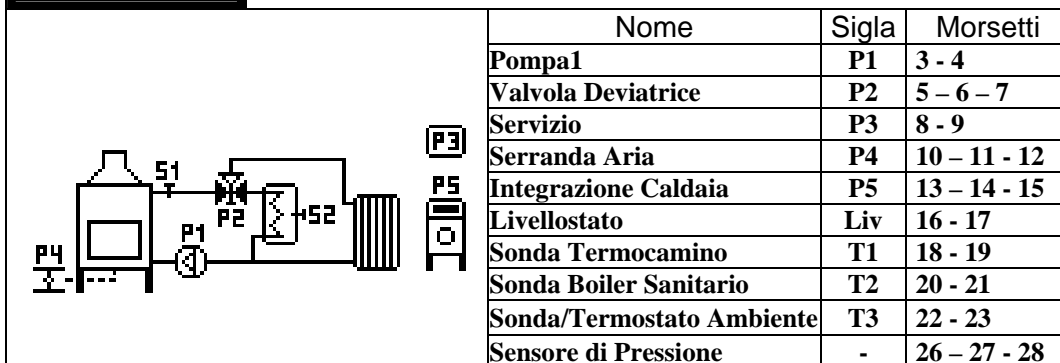 Nome Sigla Morsetti
Pompa1 P1 3 - 4
Valvola Deviatrice P2 5 – 6 – 7
Servizio P3 8 - 9
Serranda Aria P4 10 – 11 - 12
Integrazione Caldaia P5 13 – 14 - 15
Livellostato Liv 16 - 17
Sonda Termocamino T1 18 - 19
Sonda Boiler Sanitario T2 20 - 21
Sonda/Termostato Ambiente T3 22 - 23
Sensore di Pressione - 26 – 27 - 28
P3
S1
P5
P2
S2
P1
P4